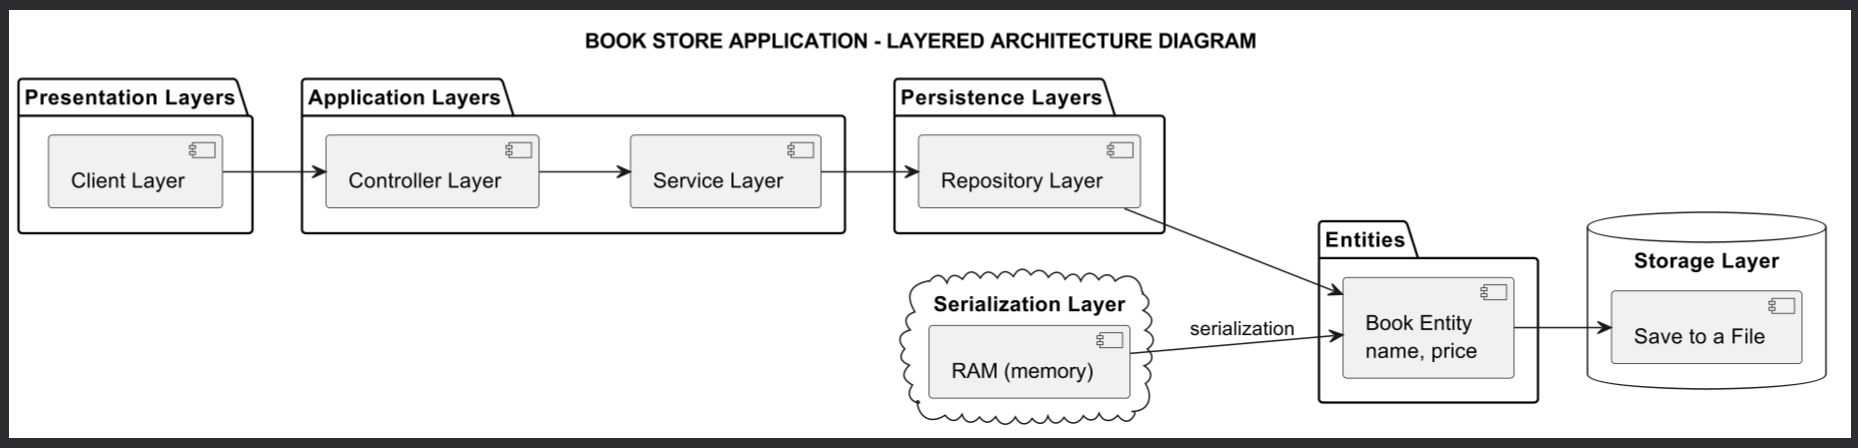 BOOK STORE APPLICATION - LAYERED ARCHITECTURE DIAGRAM
Presentation Layers
Client Layer
Application Layers
Controller Layer
Service Layer
Persistence Layers
Repository Layer
Serialization Layer
RAM (memory)
serialization
Entities
Book Entity
name, price
Storage Layer
Save to a File